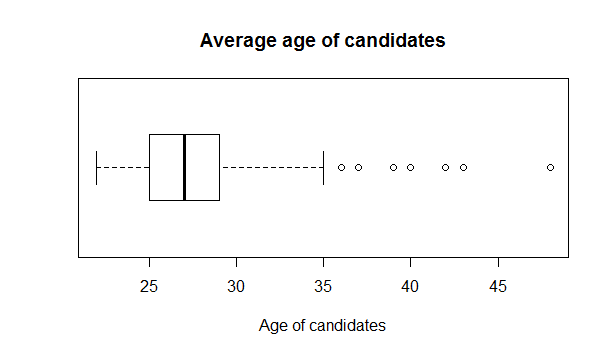 Average age of candidates
25 30 35 40 45
Age of candidates